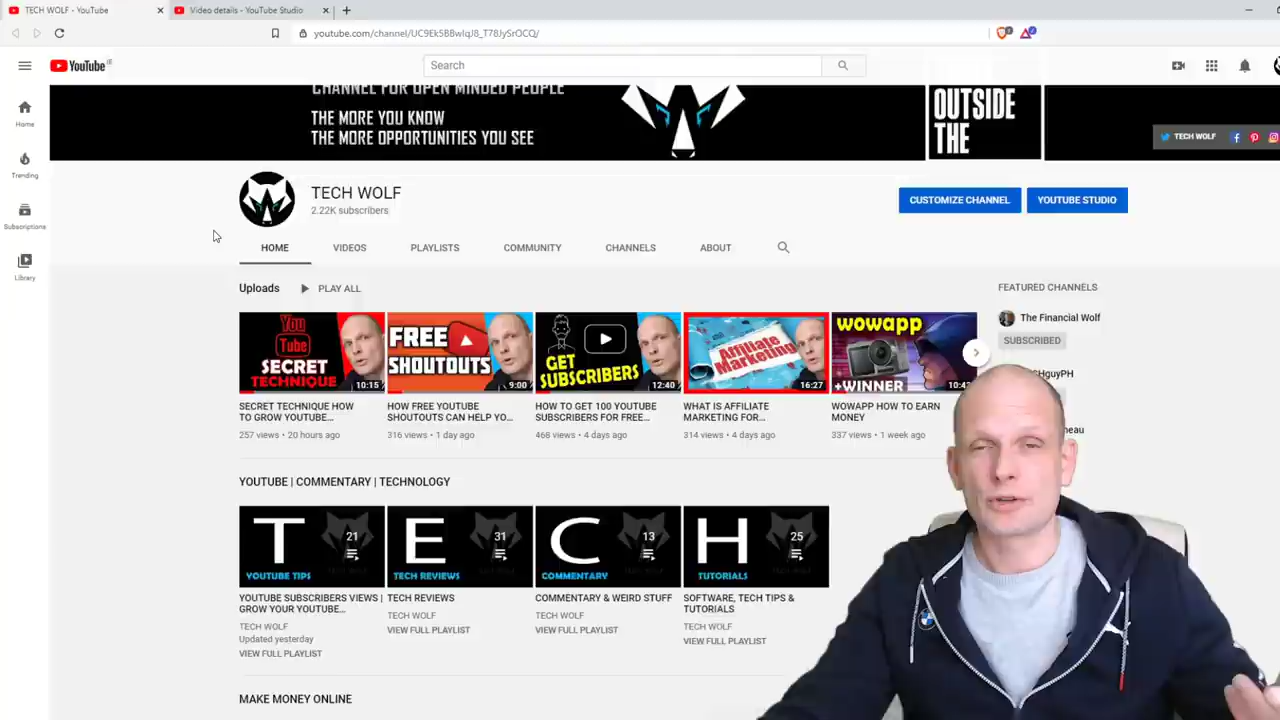 TECH WOLF - YouTube
Video details - YouTube Studio
youtube.com/channel/UC9Ek5BBwIqJ8_T78JySrOCQ/
YouTube IE
Search
CHANNEL FOR OPEN MINDED PEOPLE
THE MORE YOU KNOW
THE MORE OPPORTUNITIES YOU SEE
OUTSIDE
THE
TECH WOLF
Home
Trending
Subscriptions
Library
TECH WOLF
2.22K subscribers
CUSTOMIZE CHANNEL
YOUTUBE STUDIO
HOME
VIDEOS
PLAYLISTS
COMMUNITY
CHANNELS
ABOUT
Uploads
PLAY ALL
You
Tube
SECRET
TECHNIQUE
10:15
FREE
SHOUTOUTS
9:00
GET
SUBSCRIBERS
12:40
Affiliate
Marketing
16:27
wowapp
+WINNER
10:4
SECRET TECHNIQUE HOW
TO GROW YOUTUBE...
257 views • 20 hours ago
HOW FREE YOUTUBE
SHOUTOUTS CAN HELP YO...
316 views • 1 day ago
HOW TO GET 100 YOUTUBE
SUBSCRIBERS FOR FREE...
468 views • 4 days ago
WHAT IS AFFILIATE
MARKETING FOR...
314 views • 4 days ago
WOWAPP HOW TO EARN
MONEY
337 views • 1 week ago
FEATURED CHANNELS
The Financial Wolf
SUBSCRIBED
HguyPH
eau
YOUTUBE | COMMENTARY | TECHNOLOGY
T
21
YOUTUBE TIPS
E
31
TECH REVIEWS
C
13
COMMENTARY
H
25
TUTORIALS
YOUTUBE SUBSCRIBERS VIEWS |
GROW YOUR YOUTUBE...
TECH WOLF
Updated yesterday
VIEW FULL PLAYLIST
TECH REVIEWS
TECH WOLF
VIEW FULL PLAYLIST
COMMENTARY & WEIRD STUFF
TECH WOLF
VIEW FULL PLAYLIST
SOFTWARE, TECH TIPS &
TUTORIALS
TECH WOLF
VIEW FULL PLAYLIST
MAKE MONEY ONLINE